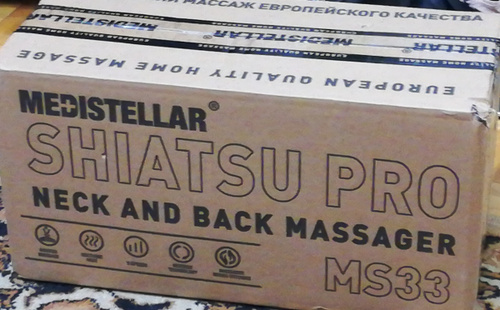 МАССАЖ ЕВРОПЕЙСКОГО КАЧЕСТВА
MEDISTELLAR
EUROPEAN QUALITY HOME MASSAGE
MEDISTELLAR®
SHIATSU PRO
NECK AND BACK MASSAGER
MS33